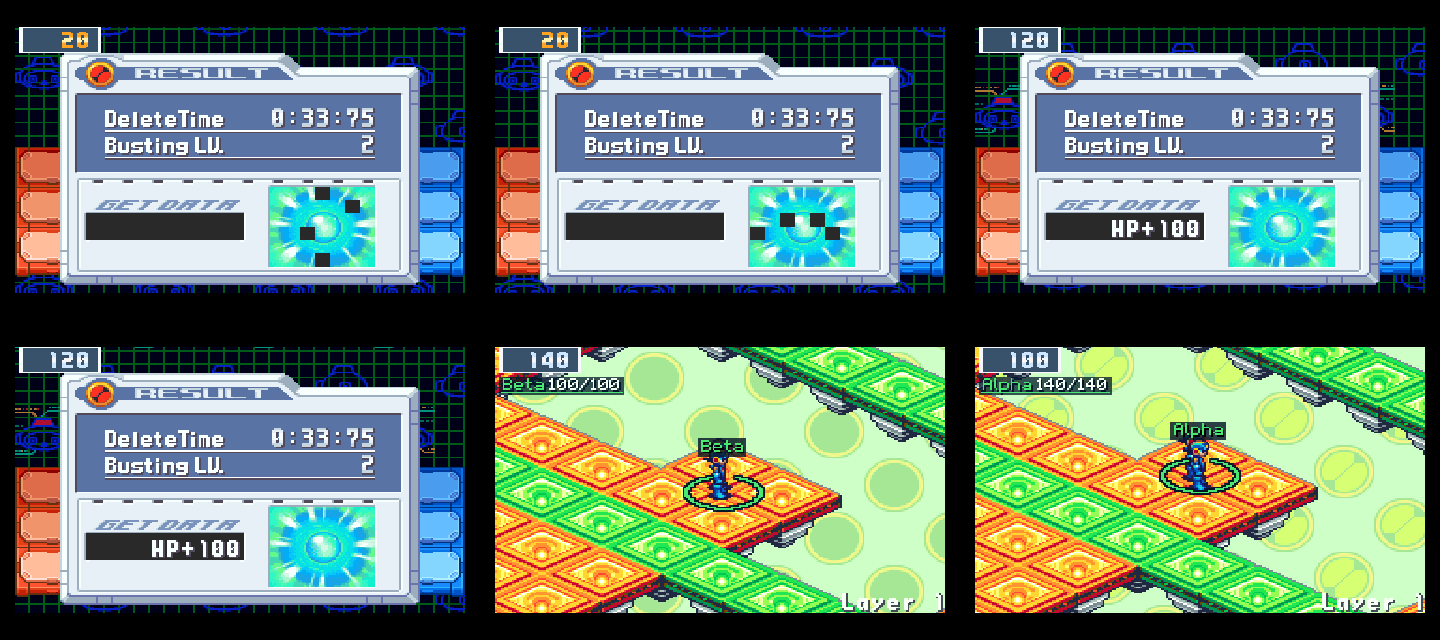 20
RESULT
DeleteTime 0:33:75
Busting LV. 2
GET DATA
20
RESULT
DeleteTime 0:33:75
Busting LV. 2
GET DATA
120
RESULT
DeleteTime 0:33:75
Busting LV. 2
GET DATA
HP+100
120
RESULT
DeleteTime 0:33:75
Busting LV. 2
GET DATA
HP+100
140
Beta 100/100
Beta
Layer 1
100
Alpha 140/140
Alpha
Layer 1